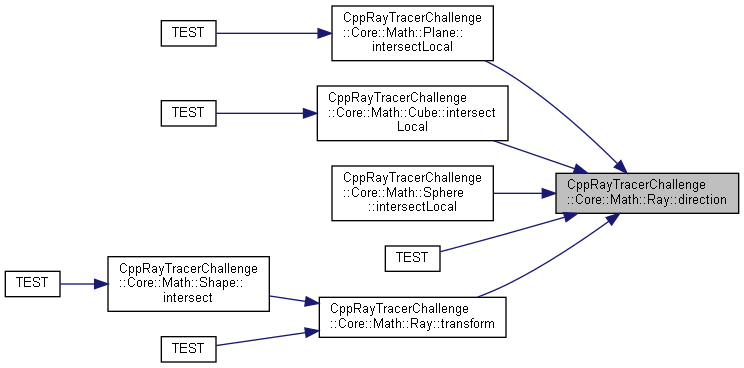 CppRayTracerChallenge
::Core::Math::Plane::
intersectLocal
TEST
CppRayTracerChallenge
::Core::Math::Cube::intersect
Local
TEST
CppRayTracerChallenge
::Core::Math::Sphere
::intersectLocal
CppRayTracerChallenge
::Core::Math::Ray::direction
TEST
CppRayTracerChallenge
::Core::Math::Shape::
intersect
TEST
CppRayTracerChallenge
::Core::Math::Ray::transform
TEST